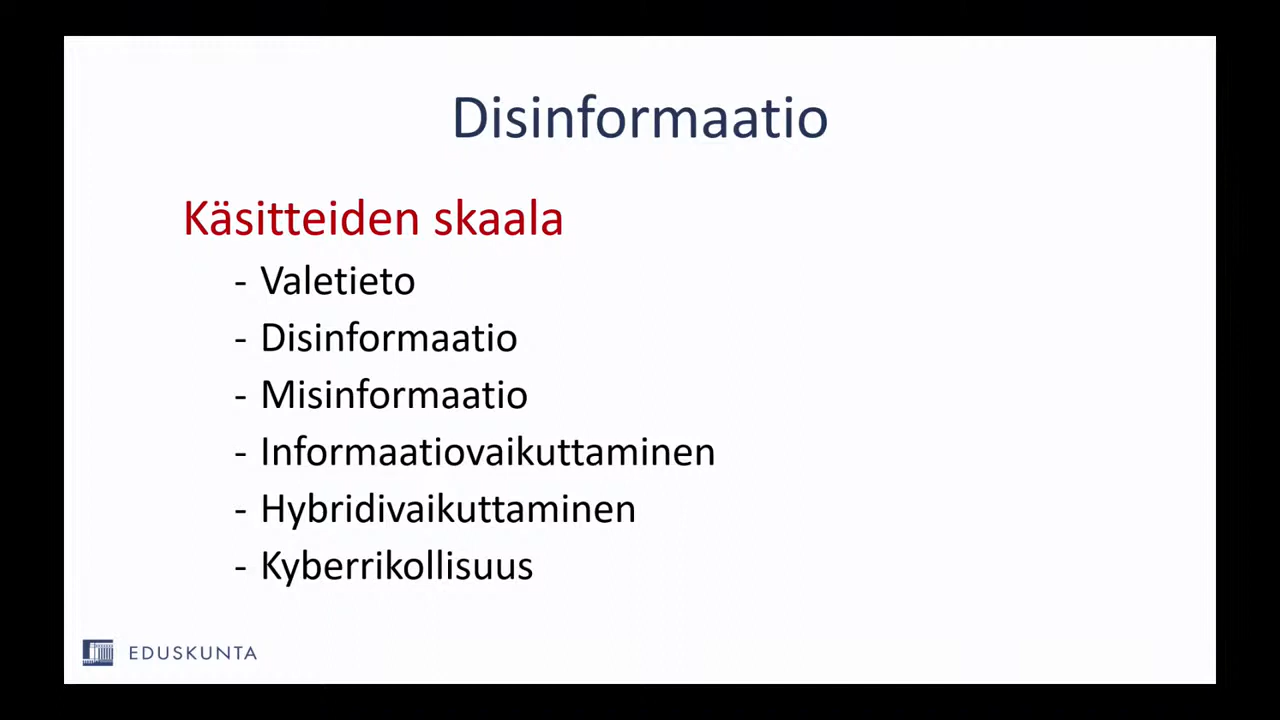 Disinformaatio
Käsitteiden skaala
- Valetieto
- Disinformaatio
- Misinformaatio
- Informaatiovaikuttaminen
- Hybridivaikuttaminen
- Kyberrikollisuus
EDUSKUNTA